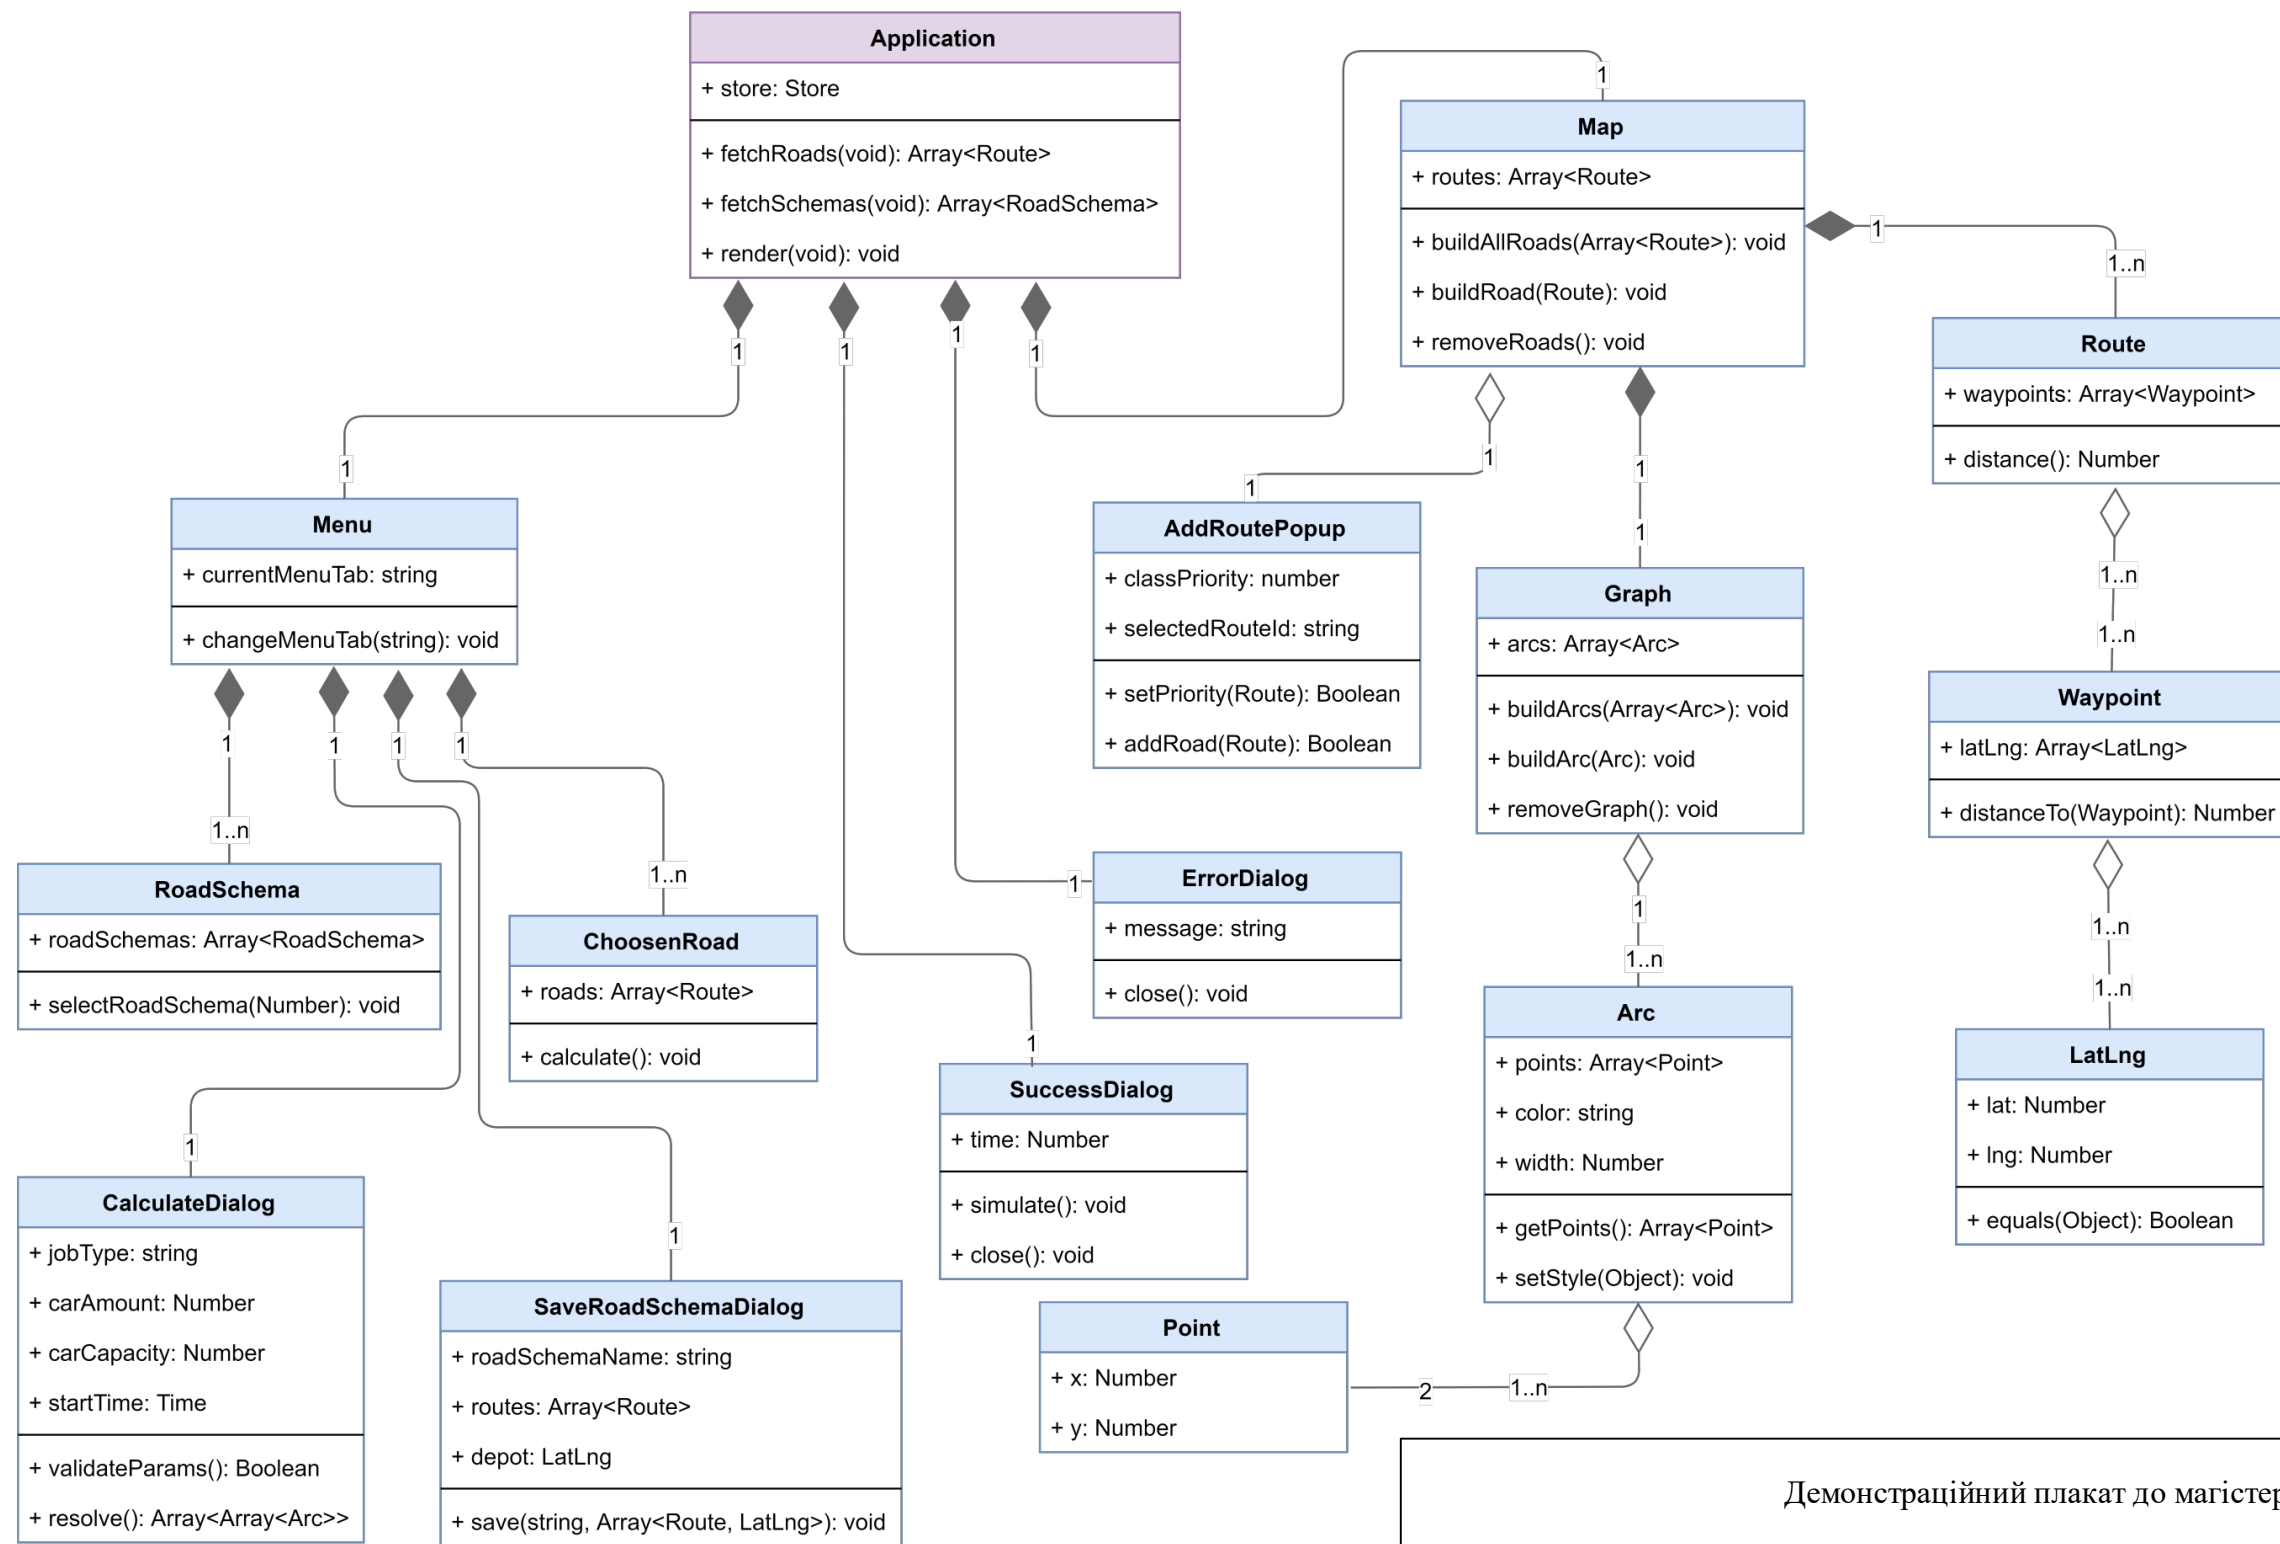 Application
+ store: Store
+ fetchRoads(void): Array<Route>
+ fetchSchemas(void): Array<RoadSchema>
+ render(void): void
1
1
1
1
1
Map
+ routes: Array<Route>
+ buildAllRoads(Array<Route>): void
+ buildRoad(Route): void
+ removeRoads(): void
1
1..n
Route
+ waypoints: Array<Waypoint>
+ distance(): Number
1..n
1..n
Waypoint
+ latLng: Array<LatLng>
+ distanceTo(Waypoint): Number
1..n
1..n
LatLng
+ lat: Number
+ lng: Number
+ equals(Object): Boolean
1
1
AddRoutePopup
+ classPriority: number
+ selectedRouteId: string
+ setPriority(Route): Boolean
+ addRoad(Route): Boolean
1
1
Graph
+ arcs: Array<Arc>
+ buildArcs(Array<Arc>): void
+ buildArc(Arc): void
+ removeGraph(): void
1
1..n
Arc
+ points: Array<Point>
+ color: string
+ width: Number
+ getPoints(): Array<Point>
+ setStyle(Object): void
1..n
2
Point
+ x: Number
+ y: Number
1
Menu
+ currentMenuTab: string
+ changeMenuTab(string): void
1
1
1
1
1..n
RoadSchema
+ roadSchemas: Array<RoadSchema>
+ selectRoadSchema(Number): void
1..n
ChoosenRoad
+ roads: Array<Route>
+ calculate(): void
1
ErrorDialog
+ message: string
+ close(): void
1
SuccessDialog
+ time: Number
+ simulate(): void
+ close(): void
1
CalculateDialog
+ jobType: string
+ carAmount: Number
+ carCapacity: Number
+ startTime: Time
+ validateParams(): Boolean
+ resolve(): Array<Array<Arc>>
1
SaveRoadSchemaDialog
+ roadSchemaName: string
+ routes: Array<Route>
+ depot: LatLng
+ save(string, Array<Route, LatLng>): void
Демонстраційний плакат до магістер